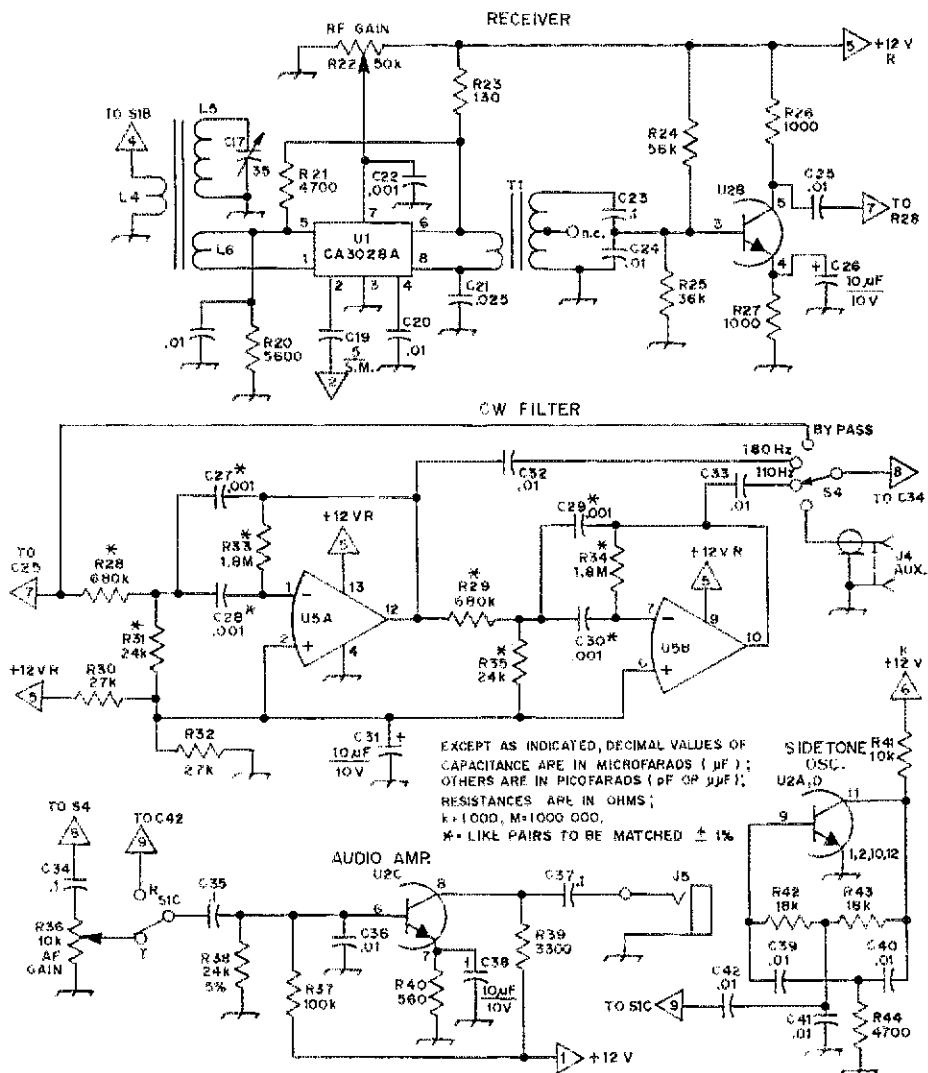 RECEIVER
RF GAIN
R22
50k
5
+12 V
R
R23
130
TO S1B
4
L5
C17
35
L4
R21
4700
C22
.001
R24
56k
R26
1000
T1
C23
.1
U2B
5
C25
.01
7
TO
R28
7
5
U1
6
CA3028A
1
8
2
3
4
L6
n.c.
C24
.01
3
4
C21
.025
R25
36k
R27
1000
+
C26
10 µF
10V
.01
R20
5600
C19
5
S.M.
C20
.01
2
CW FILTER
BYPASS
180Hz
110Hz
S4
8
TO C34
C27*
.001
C32
.01
C33
.01
+12 VR
5
*
R33
1.8M
C29*
.001
*
R34
1.8M
+12 VR
5
J4
AUX.
TO
C25
7
*
R28
680k
C28*
.001
1
13
2
4
12
U5A
*
R29
680k
C30*
.001
7
9
6
10
U5B
*
R31
24k
*
R35
24k
+12VR
5
R30
27k
R32
27k
C31
+
10 µF
10V
R
+12 V
6
EXCEPT AS INDICATED, DECIMAL VALUES OF
CAPACITANCE ARE IN MICROFARADS ( µF ) ;
OTHERS ARE IN PICOFARADS ( pF OR µµF );
RESISTANCES ARE IN OHMS ;
k=1000, M=1000 000.
*= LIKE PAIRS TO BE MATCHED ± 1%
SIDETONE
OSC.
U2A,D
R41
10k
11
9
1,2,10,12
TO S4
8
TO C42
9
C34
.1
R
S1C
T
R36
10k
AF
GAIN
C35
.1
AUDIO AMP.
U2C
8
6
7
C37
.1
J5
R38
24k
5%
C36
.01
R39
3300
R37
100k
R40
560
C38
10µF
10V
1
+12 V
R42
18k
R43
18k
C39
.01
C40
.01
C42
.01
TO S1C
9
C41
.01
R44
4700